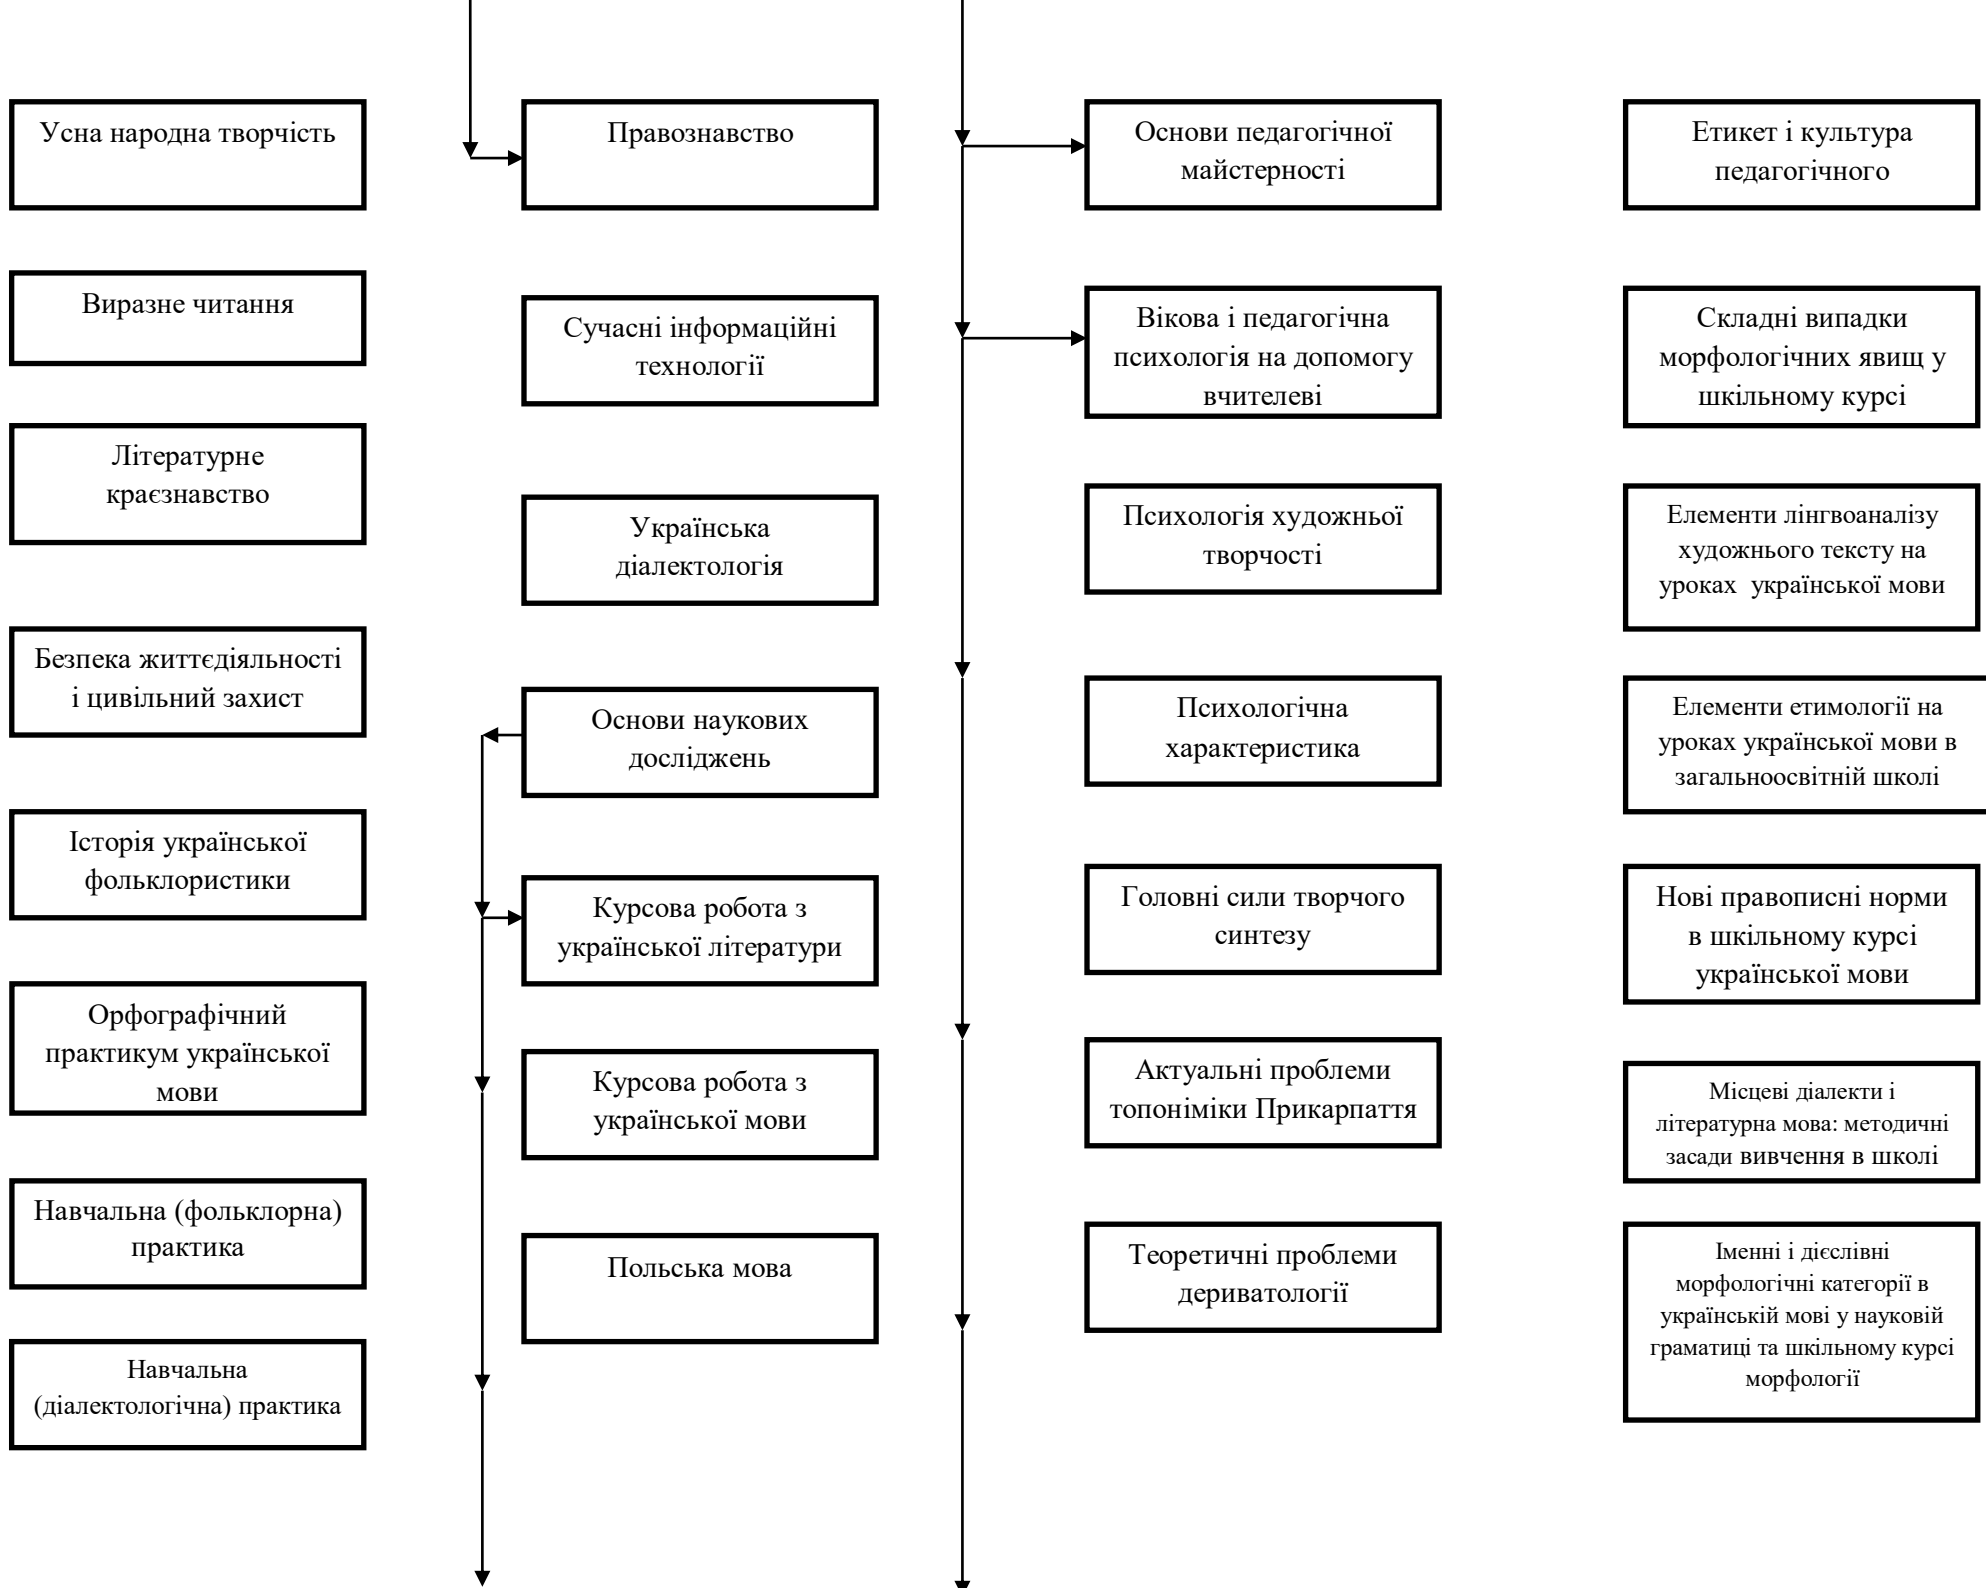 Усна народна творчість
Виразне читання
Літературне
краєзнавство
Безпека життєдіяльності
і цивільний захист
Історія української
фольклористики
Орфографічний
практикум української
мови
Навчальна (фольклорна)
практика
Навчальна
(діалектологічна) практика
Правознавство
Сучасні інформаційні
технології
Українська
діалектологія
Основи наукових
досліджень
Курсова робота з
української літератури
Курсова робота з
української мови
Польська мова
Основи педагогічної
майстерності
Вікова і педагогічна
психологія на допомогу
вчителеві
Психологія художньої
творчості
Психологічна
характеристика
Головні сили творчого
синтезу
Актуальні проблеми
топоніміки Прикарпаття
Теоретичні проблеми
дериватології
Етикет і культура
педагогічного
Складні випадки
морфологічних явищ у
шкільному курсі
Елементи лінгвоаналізу
художнього тексту на
уроках  української мови
Елементи етимології на
уроках української мови в
загальноосвітній школі
Нові правописні норми
в шкільному курсі
української мови
Місцеві діалекти і
літературна мова: методичні
засади вивчення в школі
Іменні і дієслівні
морфологічні категорії в
українській мові у науковій
граматиці та шкільному курсі
морфології